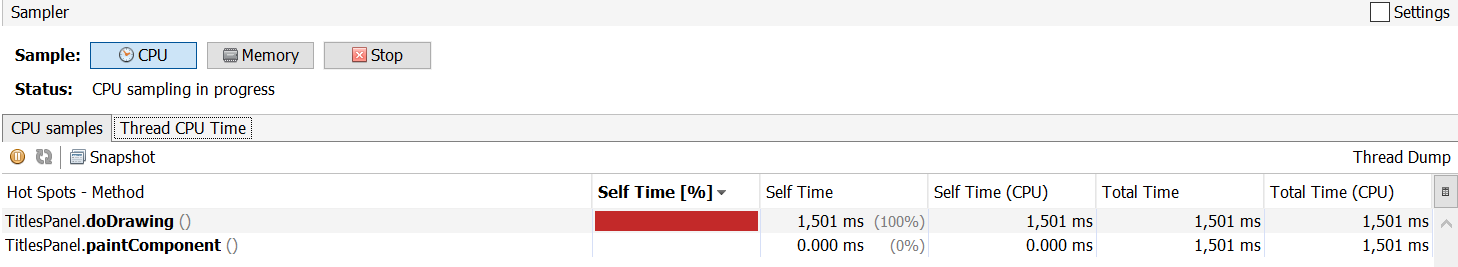 Sampler Settings
Sample: CPU Memory Stop
Status: CPU sampling in progress
CPU samples Thread CPU Time
Snapshot Thread Dump
Hot Spots - Method Self Time [%] Self Time Self Time (CPU) Total Time Total Time (CPU)
TitlesPanel.doDrawing () 1,501 ms (100%) 1,501 ms 1,501 ms 1,501 ms
TitlesPanel.paintComponent () 0.000 ms (0%) 0.000 ms 1,501 ms 1,501 ms